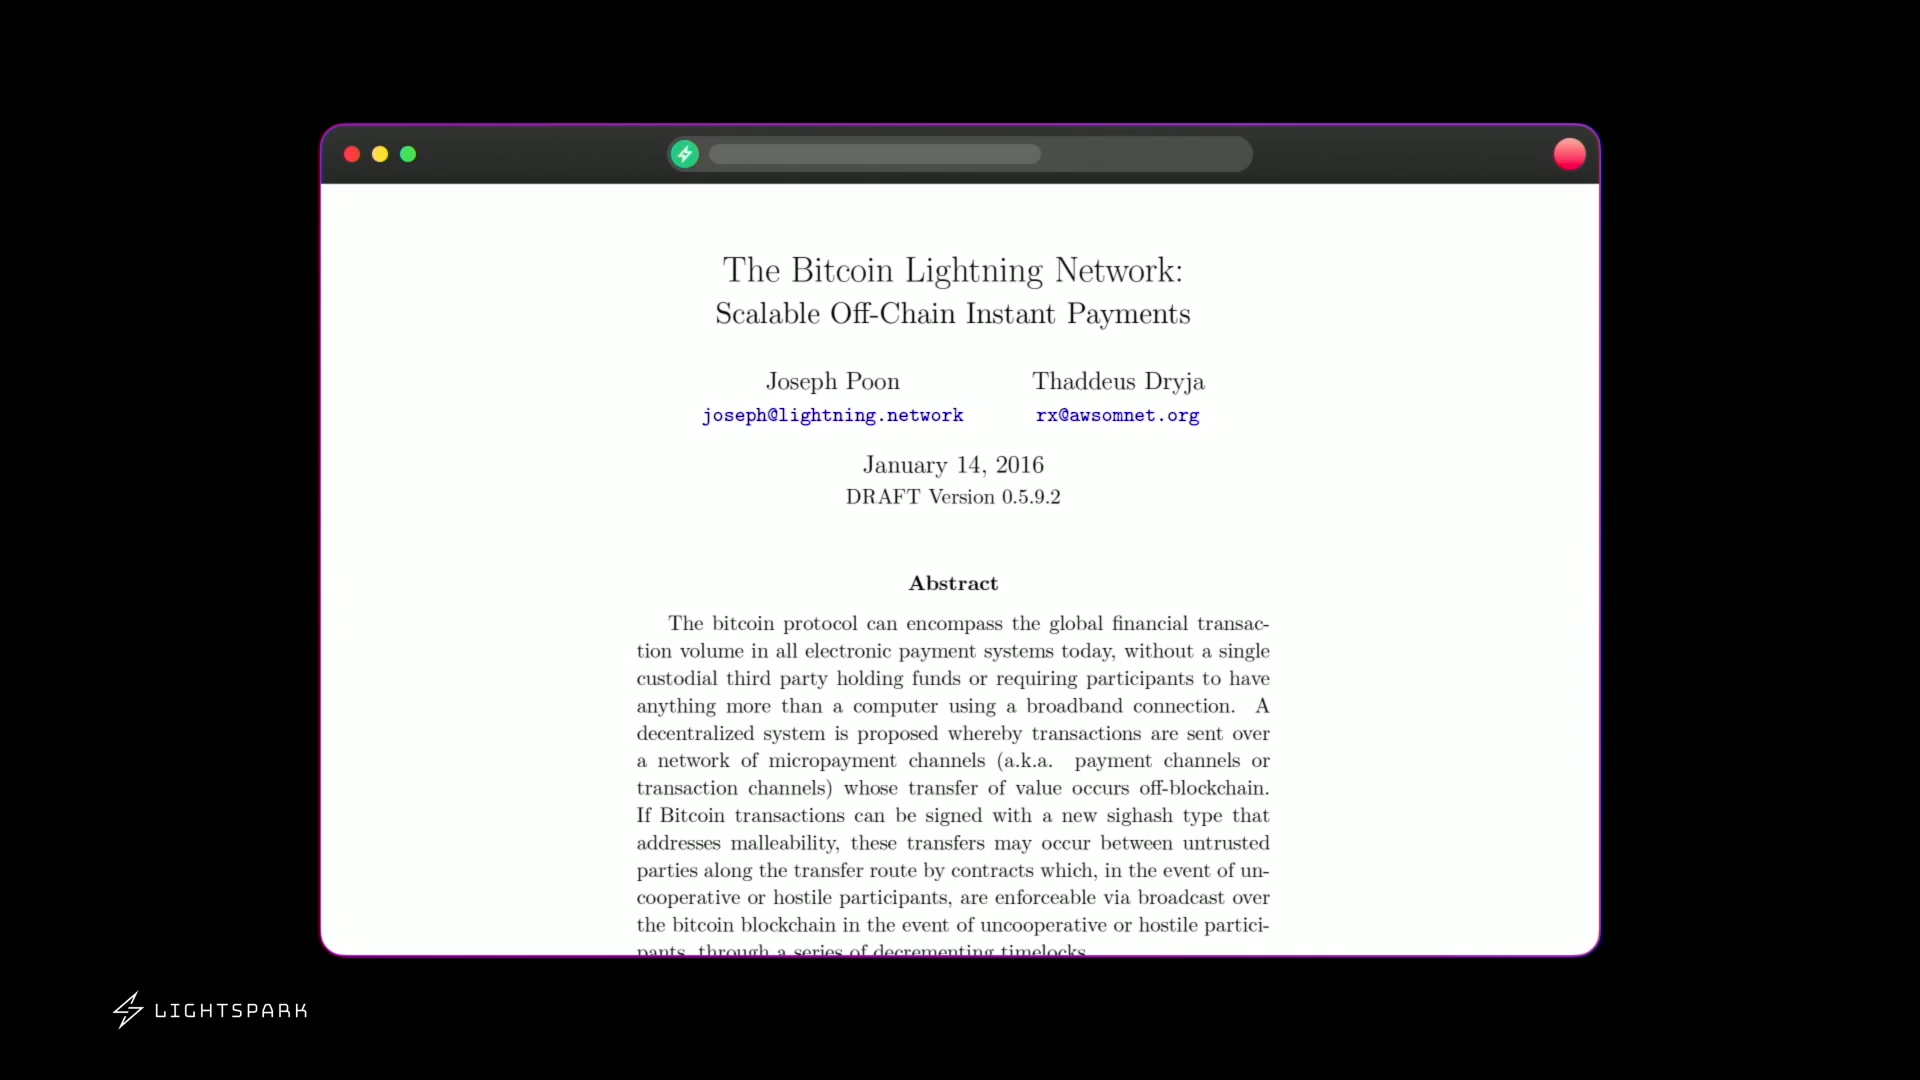 The Bitcoin Lightning Network:
Scalable Off-Chain Instant Payments
Joseph Poon
Thaddeus Dryja
joseph@lightning.network
rx@awsomnet.org
January 14, 2016
DRAFT Version 0.5.9.2
Abstract
The bitcoin protocol can encompass the global financial transac-
tion volume in all electronic payment systems today, without a single
custodial third party holding funds or requiring participants to have
anything more than a computer using a broadband connection. A
decentralized system is proposed whereby transactions are sent over
a network of micropayment channels (a.k.a. payment channels or
transaction channels) whose transfer of value occurs off-blockchain.
If Bitcoin transactions can be signed with a new sighash type that
addresses malleability, these transfers may occur between untrusted
parties along the transfer route by contracts which, in the event of un-
cooperative or hostile participants, are enforceable via broadcast over
the bitcoin blockchain in the event of uncooperative or hostile partici-
pants, through a series of decrementing timelocks.
LIGHTSPARK